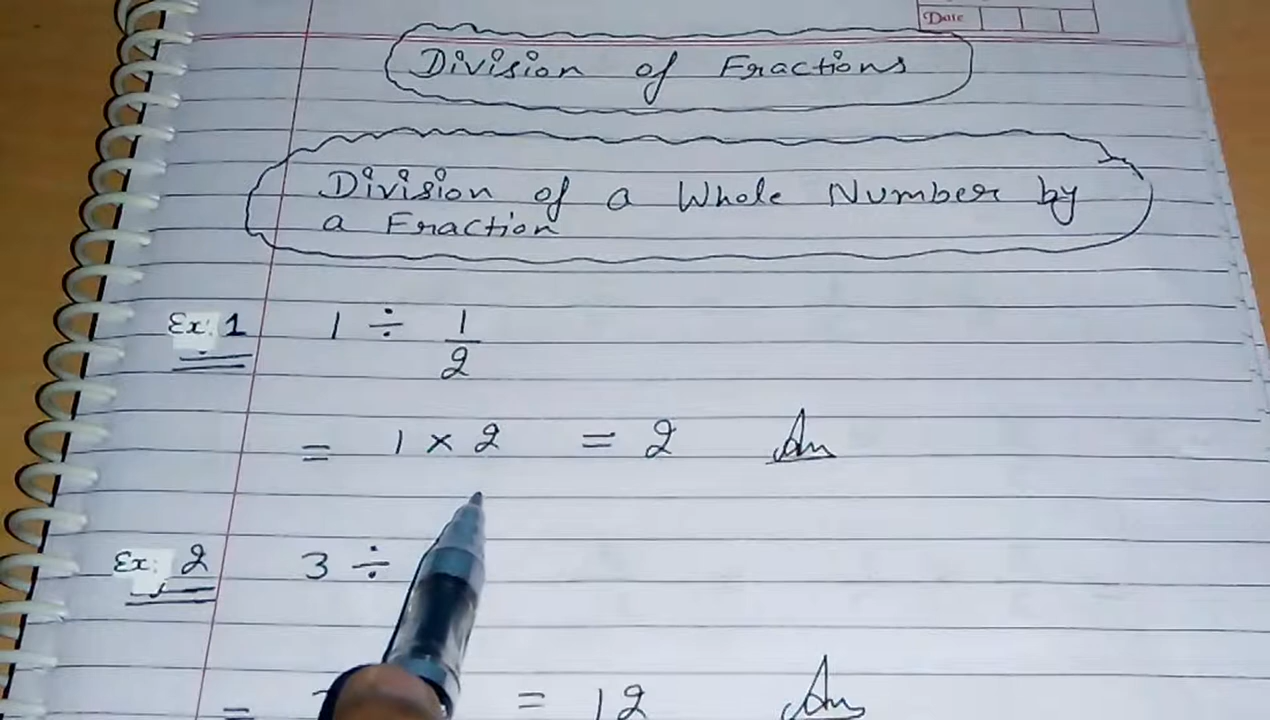 Date
Division of Fractions
Division of a Whole Number by
a Fraction
Ex: 1 1 ÷ 1/2
= 1 × 2 = 2 Ans
Ex: 2 3 ÷
= = 12 Ans